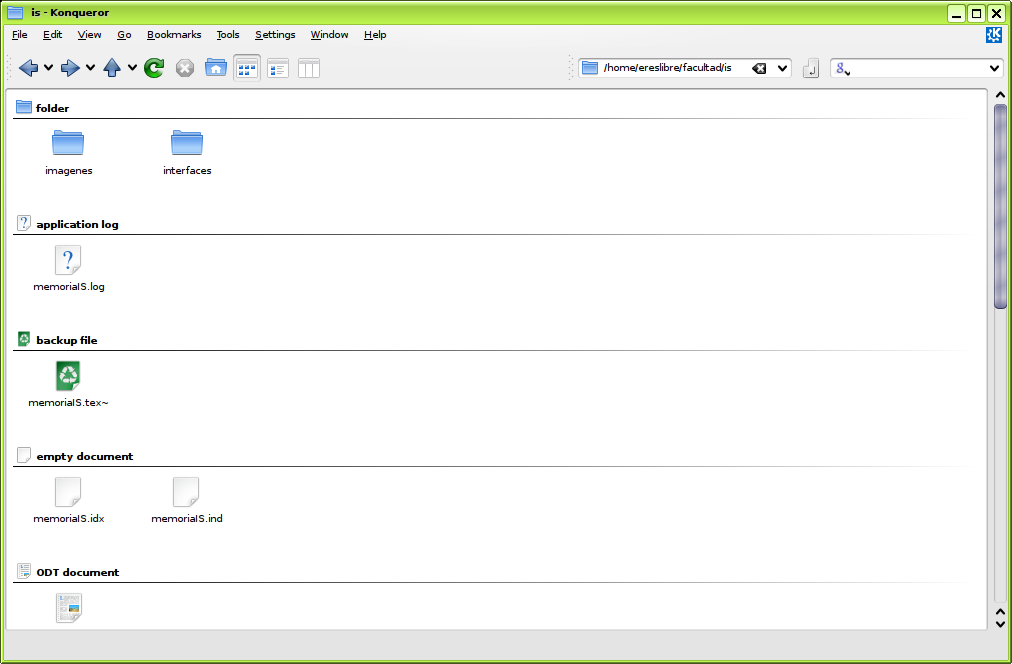 is - Konqueror
File Edit View Go Bookmarks Tools Settings Window Help
/home/ereslibre/facultad/is
folder
imagenes interfaces
application log
memoriaIS.log
backup file
memoriaIS.tex~
empty document
memoriaIS.idx memoriaIS.ind
ODT document